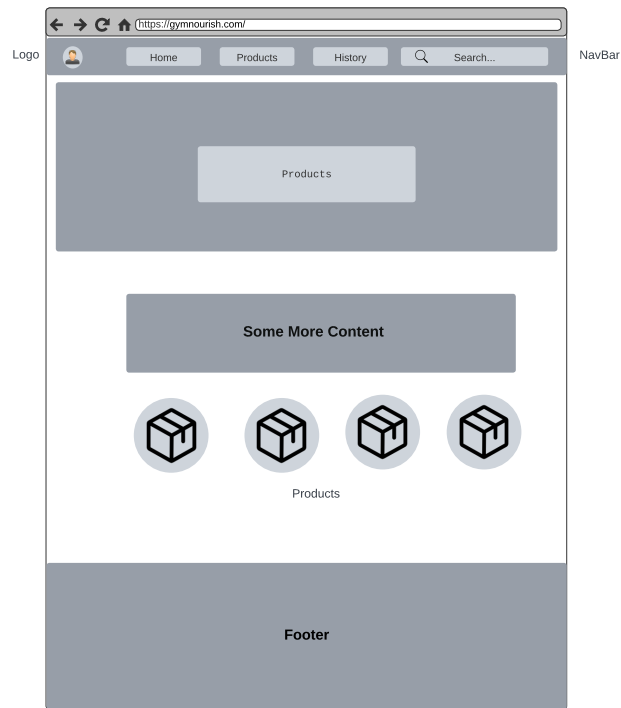 https://gymnourish.com/
Logo
Home
Products
History
Search...
NavBar
Products
Some More Content
Products
Footer